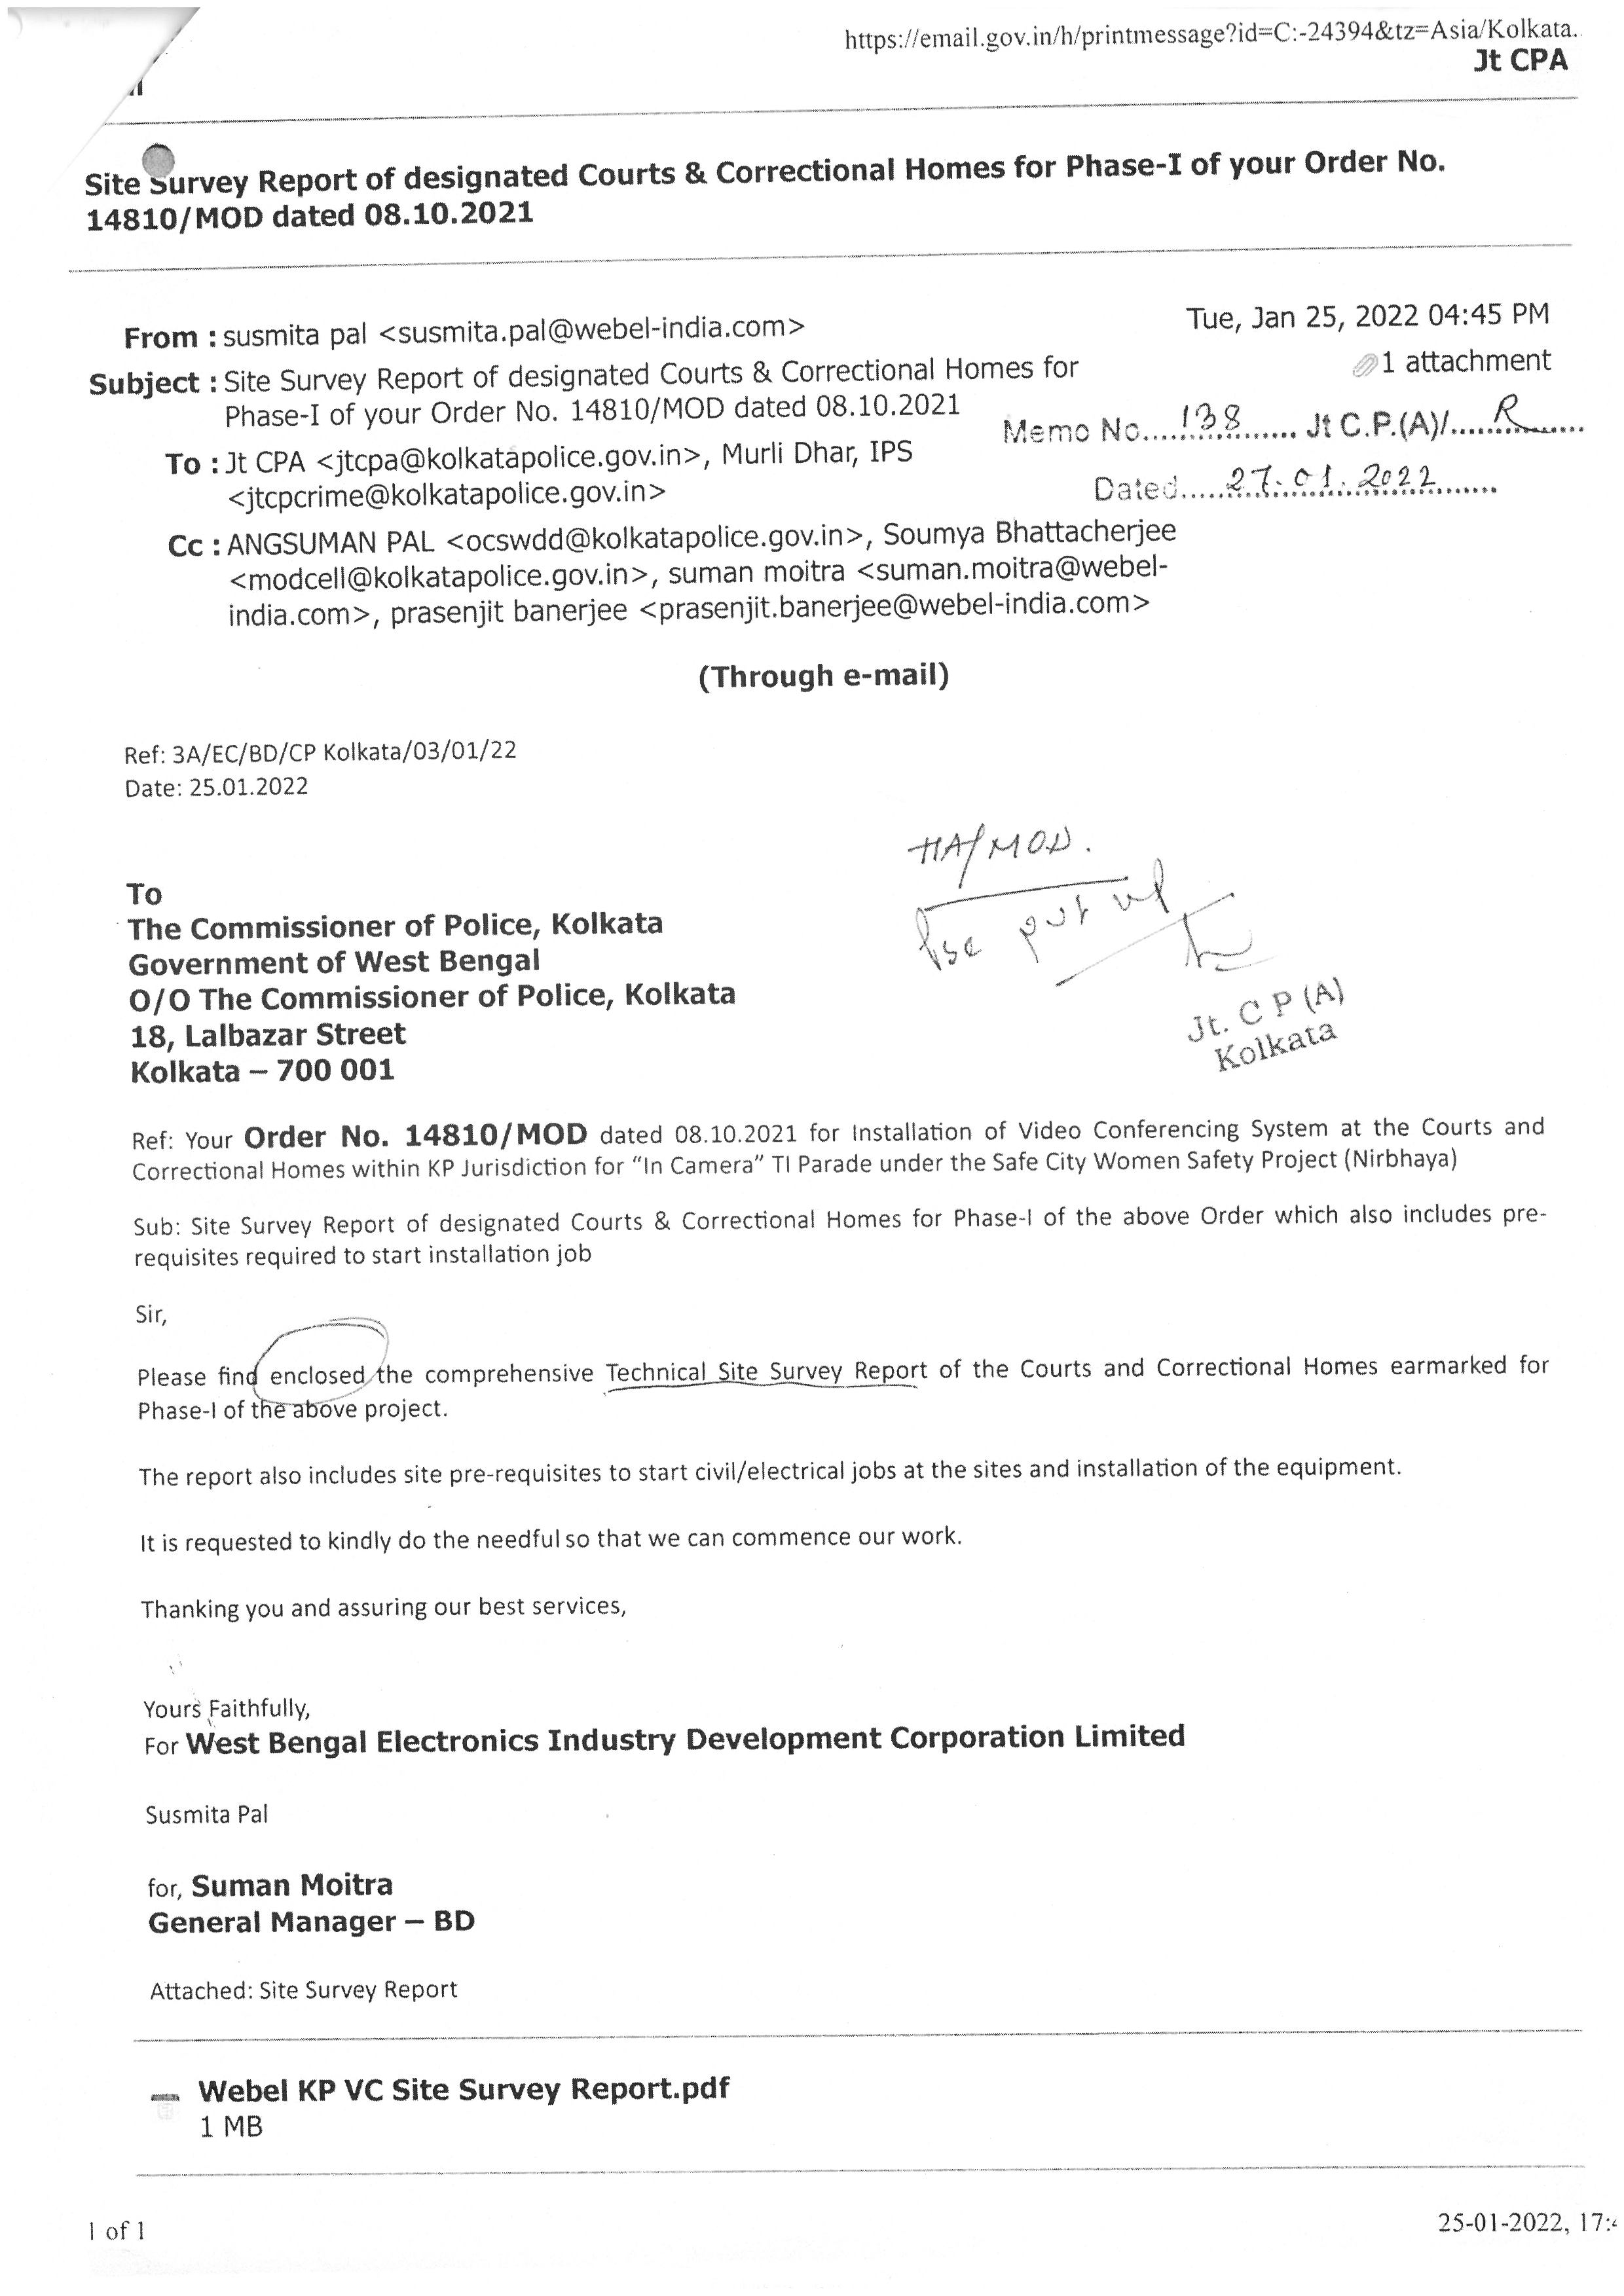 https://email.gov.in/h/printmessage?id=C:-24394&tz=Asia/Kolkata.
Jt CPA
Site Survey Report of designated Courts & Correctional Homes for Phase-I of your Order No.
14810/MOD dated 08.10.2021
From : susmita pal <susmita.pal@webel-india.com>
Tue, Jan 25, 2022 04:45 PM
Subject : Site Survey Report of designated Courts & Correctional Homes for
1 attachment
Phase-I of your Order No. 14810/MOD dated 08.10.2021
Memo No....138...... Jt C.P.(A)/.....R......
To : Jt CPA <jtcpa@kolkatapolice.gov.in>, Murli Dhar, IPS
<jtcpcrime@kolkatapolice.gov.in>
Dated.....27.01.2022......
Cc : ANGSUMAN PAL <ocswdd@kolkatapolice.gov.in>, Soumya Bhattacherjee
<modcell@kolkatapolice.gov.in>, suman moitra <suman.moitra@webel-
india.com>, prasenjit banerjee <prasenjit.banerjee@webel-india.com>
(Through e-mail)
Ref: 3A/EC/BD/CP Kolkata/03/01/22
Date: 25.01.2022
HA/MOD.
Pse put up
Jt. C P (A)
Kolkata
To
The Commissioner of Police, Kolkata
Government of West Bengal
O/O The Commissioner of Police, Kolkata
18, Lalbazar Street
Kolkata – 700 001
Ref: Your Order No. 14810/MOD dated 08.10.2021 for Installation of Video Conferencing System at the Courts and
Correctional Homes within KP Jurisdiction for “In Camera” TI Parade under the Safe City Women Safety Project (Nirbhaya)
Sub: Site Survey Report of designated Courts & Correctional Homes for Phase-I of the above Order which also includes pre-
requisites required to start installation job
Sir,
Please find enclosed the comprehensive Technical Site Survey Report of the Courts and Correctional Homes earmarked for
Phase-I of the above project.
The report also includes site pre-requisites to start civil/electrical jobs at the sites and installation of the equipment.
It is requested to kindly do the needful so that we can commence our work.
Thanking you and assuring our best services,
Yours Faithfully,
For West Bengal Electronics Industry Development Corporation Limited
Susmita Pal
for, Suman Moitra
General Manager – BD
Attached: Site Survey Report
Webel KP VC Site Survey Report.pdf
1 MB
1 of 1
25-01-2022, 17: